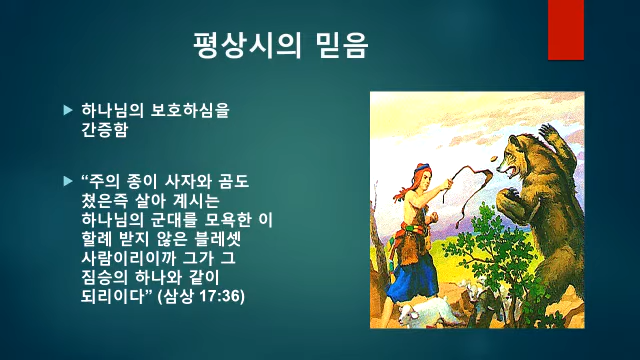 평상시의 믿음
하나님의 보호하심을
간증함
“주의 종이 사자와 곰도
쳤은즉 살아 계시는
하나님의 군대를 모욕한 이
할례 받지 않은 블레셋
사람이리이까 그가 그
짐승의 하나와 같이
되리이다” (삼상 17:36)